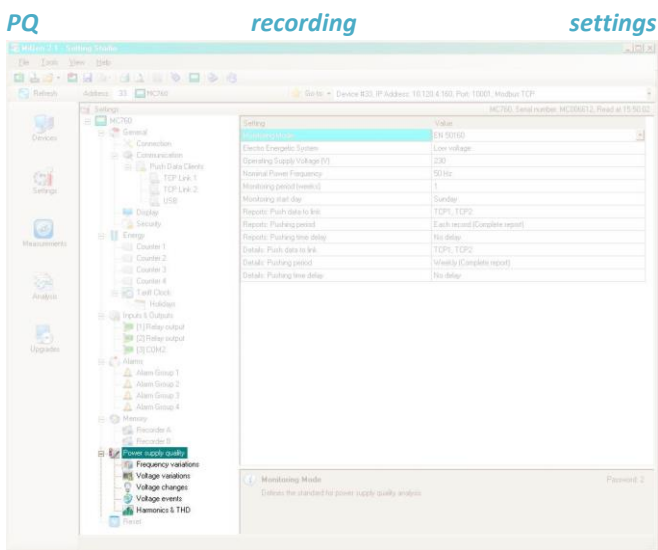 PQ recording settings
MiQen 2.1 - Setting Studio
File Tools View Help
Refresh Address: 33 MC760 Go to: Device #33, IP Address: 10.120.4.160, Port: 10001, Modbus TCP
Settings MC760, Serial number: MC006012, Read at 15:50:02
Devices
Settings
Measurements
Analysis
Upgrades
MC760
General
Connection
Communication
Push Data Clients
TCP Link 1
TCP Link 2
USB
Display
Security
Energy
Counter 1
Counter 2
Counter 3
Counter 4
Tariff Clock
Holidays
Inputs & Outputs
[1] Relay output
[2] Relay output
[3] COM2
Alarms
Alarm Group 1
Alarm Group 2
Alarm Group 3
Alarm Group 4
Memory
Recorder A
Recorder B
Power supply quality
Frequency variations
Voltage variations
Voltage changes
Voltage events
Harmonics & THD
Reset
Setting Value
Monitoring Mode EN 50160
Electro Energetic System Low voltage
Operating Supply Voltage (V) 230
Nominal Power Frequency 50 Hz
Monitoring period (weeks) 1
Monitoring start day Sunday
Reports: Push data to link TCP1, TCP2
Reports: Pushing period Each record (Complete report)
Reports: Pushing time delay No delay
Details: Push data to link TCP1, TCP2
Details: Pushing period Weekly (Complete report)
Details: Pushing time delay No delay
Monitoring Mode Password: 2
Defines the standard for power supply quality analysis